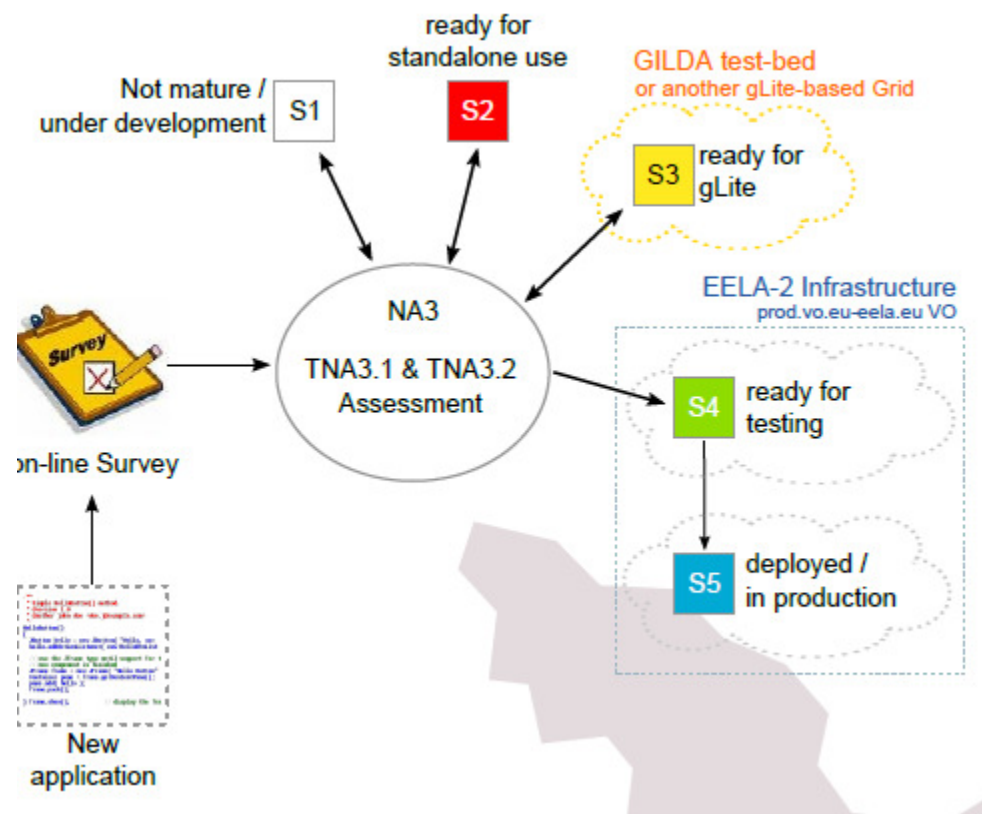 ready for
standalone use
GILDA test-bed
or another gLite-based Grid
Not mature /
under development
S1
S2
S3
ready for
gLite
EELA-2 Infrastructure
prod.vo.eu-eela.eu VO
NA3
TNA3.1 & TNA3.2
Assessment
Survey
S4
ready for
testing
on-line Survey
S5
deployed /
in production
New
application